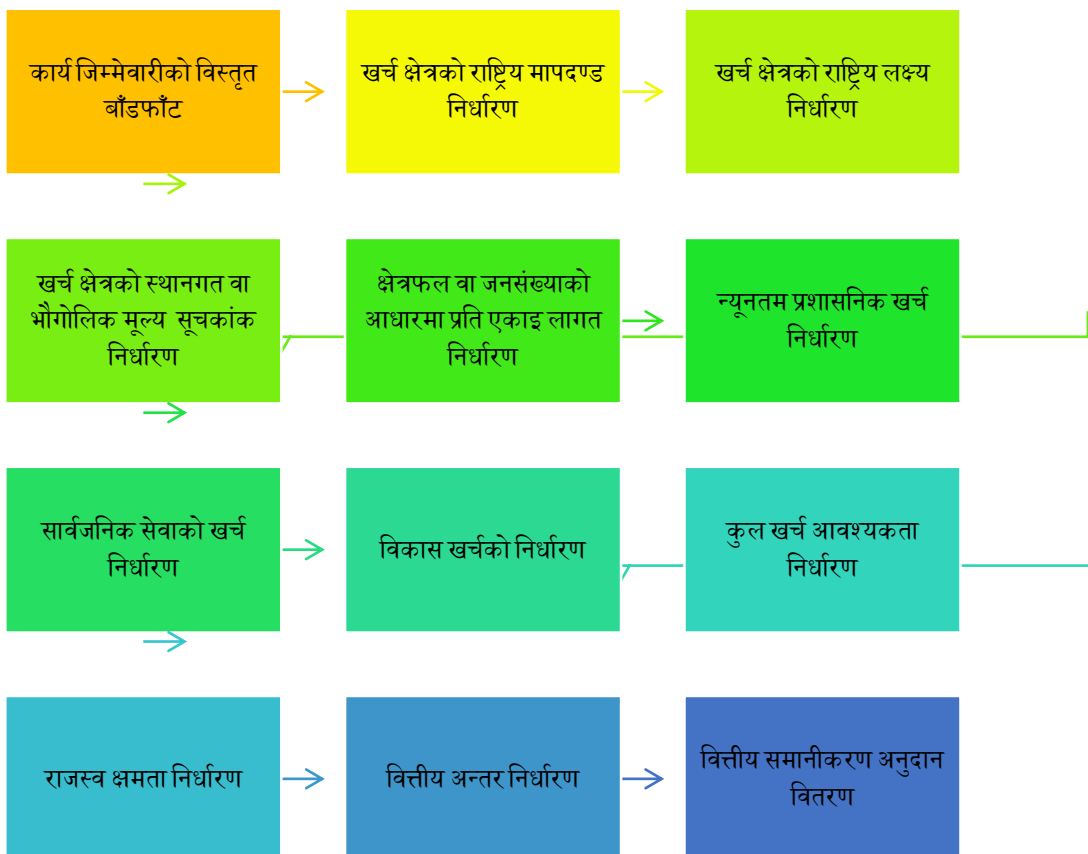 कार्य जिम्मेवारीको विस्तृत
बाँडफाँट
खर्च क्षेत्रको राष्ट्रिय मापदण्ड
निर्धारण
खर्च क्षेत्रको राष्ट्रिय लक्ष्य
निर्धारण
खर्च क्षेत्रको स्थानगत वा
भौगोलिक मूल्य सूचकांक
निर्धारण
क्षेत्रफल वा जनसंख्याको
आधारमा प्रति एकाइ लागत
निर्धारण
न्यूनतम प्रशासनिक खर्च
निर्धारण
सार्वजनिक सेवाको खर्च
निर्धारण
विकास खर्चको निर्धारण
कुल खर्च आवश्यकता
निर्धारण
राजस्व क्षमता निर्धारण
वित्तीय अन्तर निर्धारण
वित्तीय समानीकरण अनुदान
वितरण